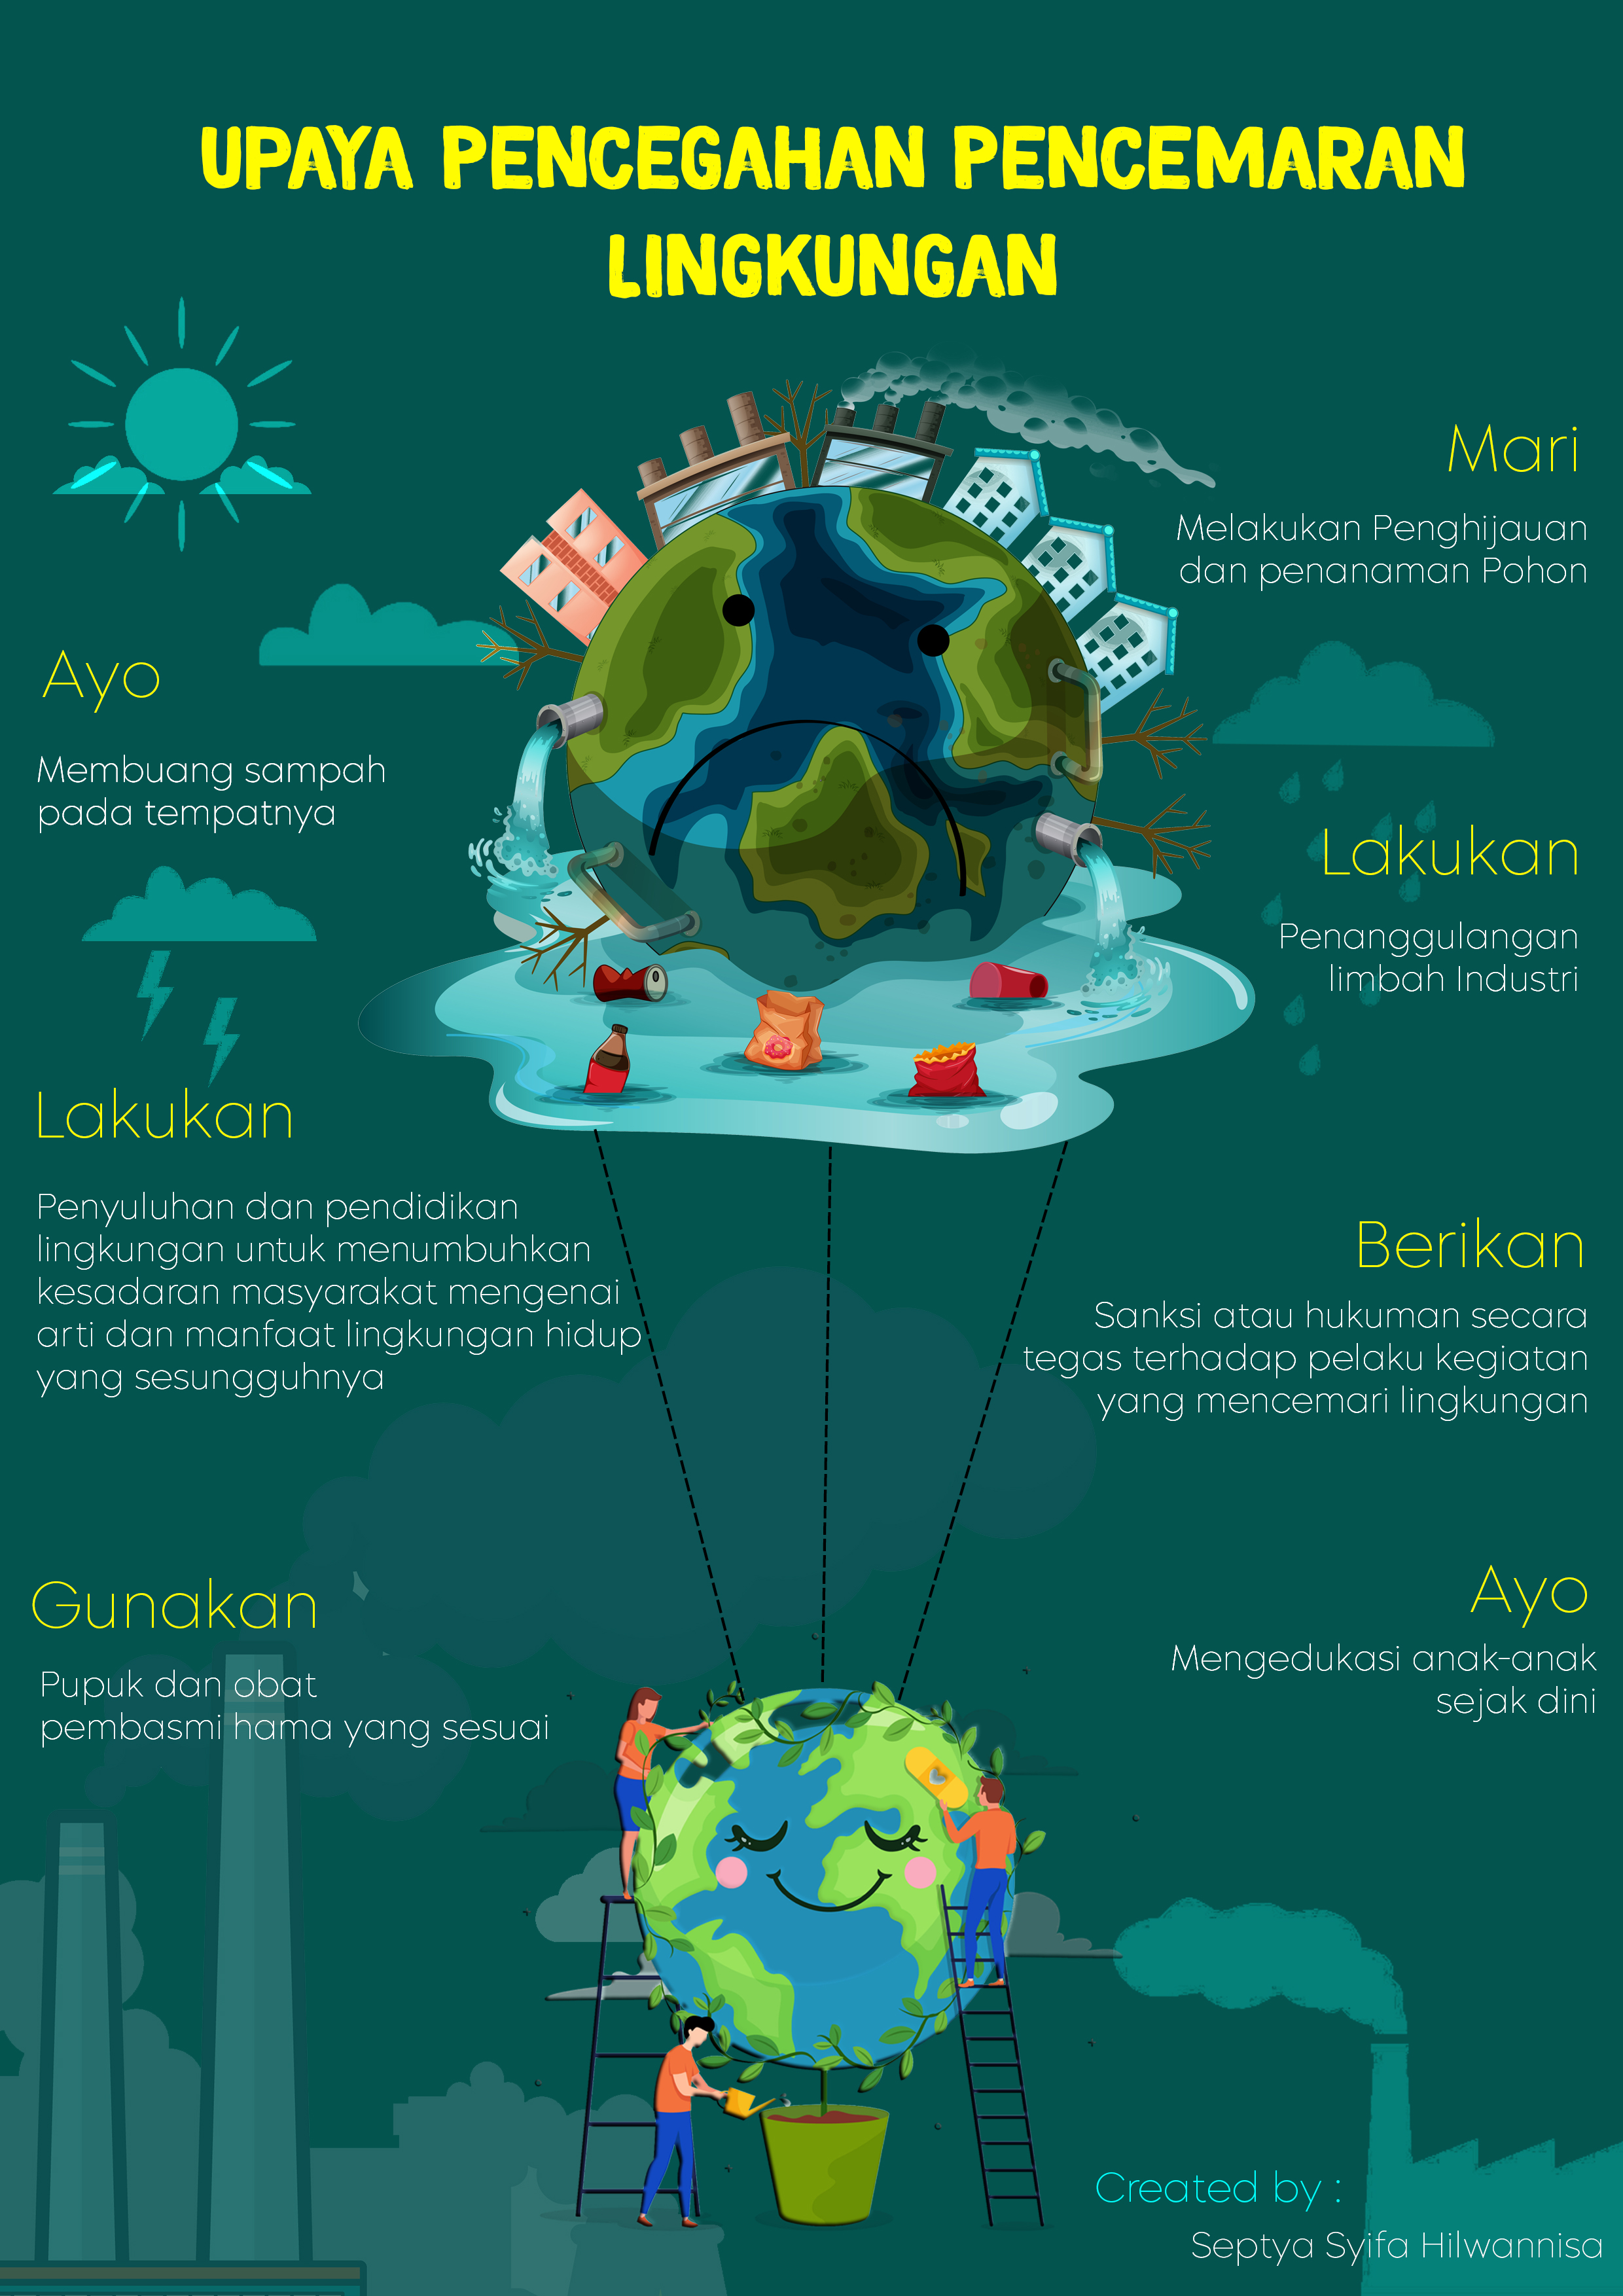 UPAYA PENCEGAHAN PENCEMARAN
LINGKUNGAN
Ayo
Membuang sampah
pada tempatnya
Lakukan
Penyuluhan dan pendidikan
lingkungan untuk menumbuhkan
kesadaran masyarakat mengenai
arti dan manfaat lingkungan hidup
yang sesungguhnya
Gunakan
Pupuk dan obat
pembasmi hama yang sesuai
Mari
Melakukan Penghijauan
dan penanaman Pohon
Lakukan
Penanggulangan
limbah Industri
Berikan
Sanksi atau hukuman secara
tegas terhadap pelaku kegiatan
yang mencemari lingkungan
Ayo
Mengedukasi anak-anak
sejak dini
Created by :
Septya Syifa Hilwannisa